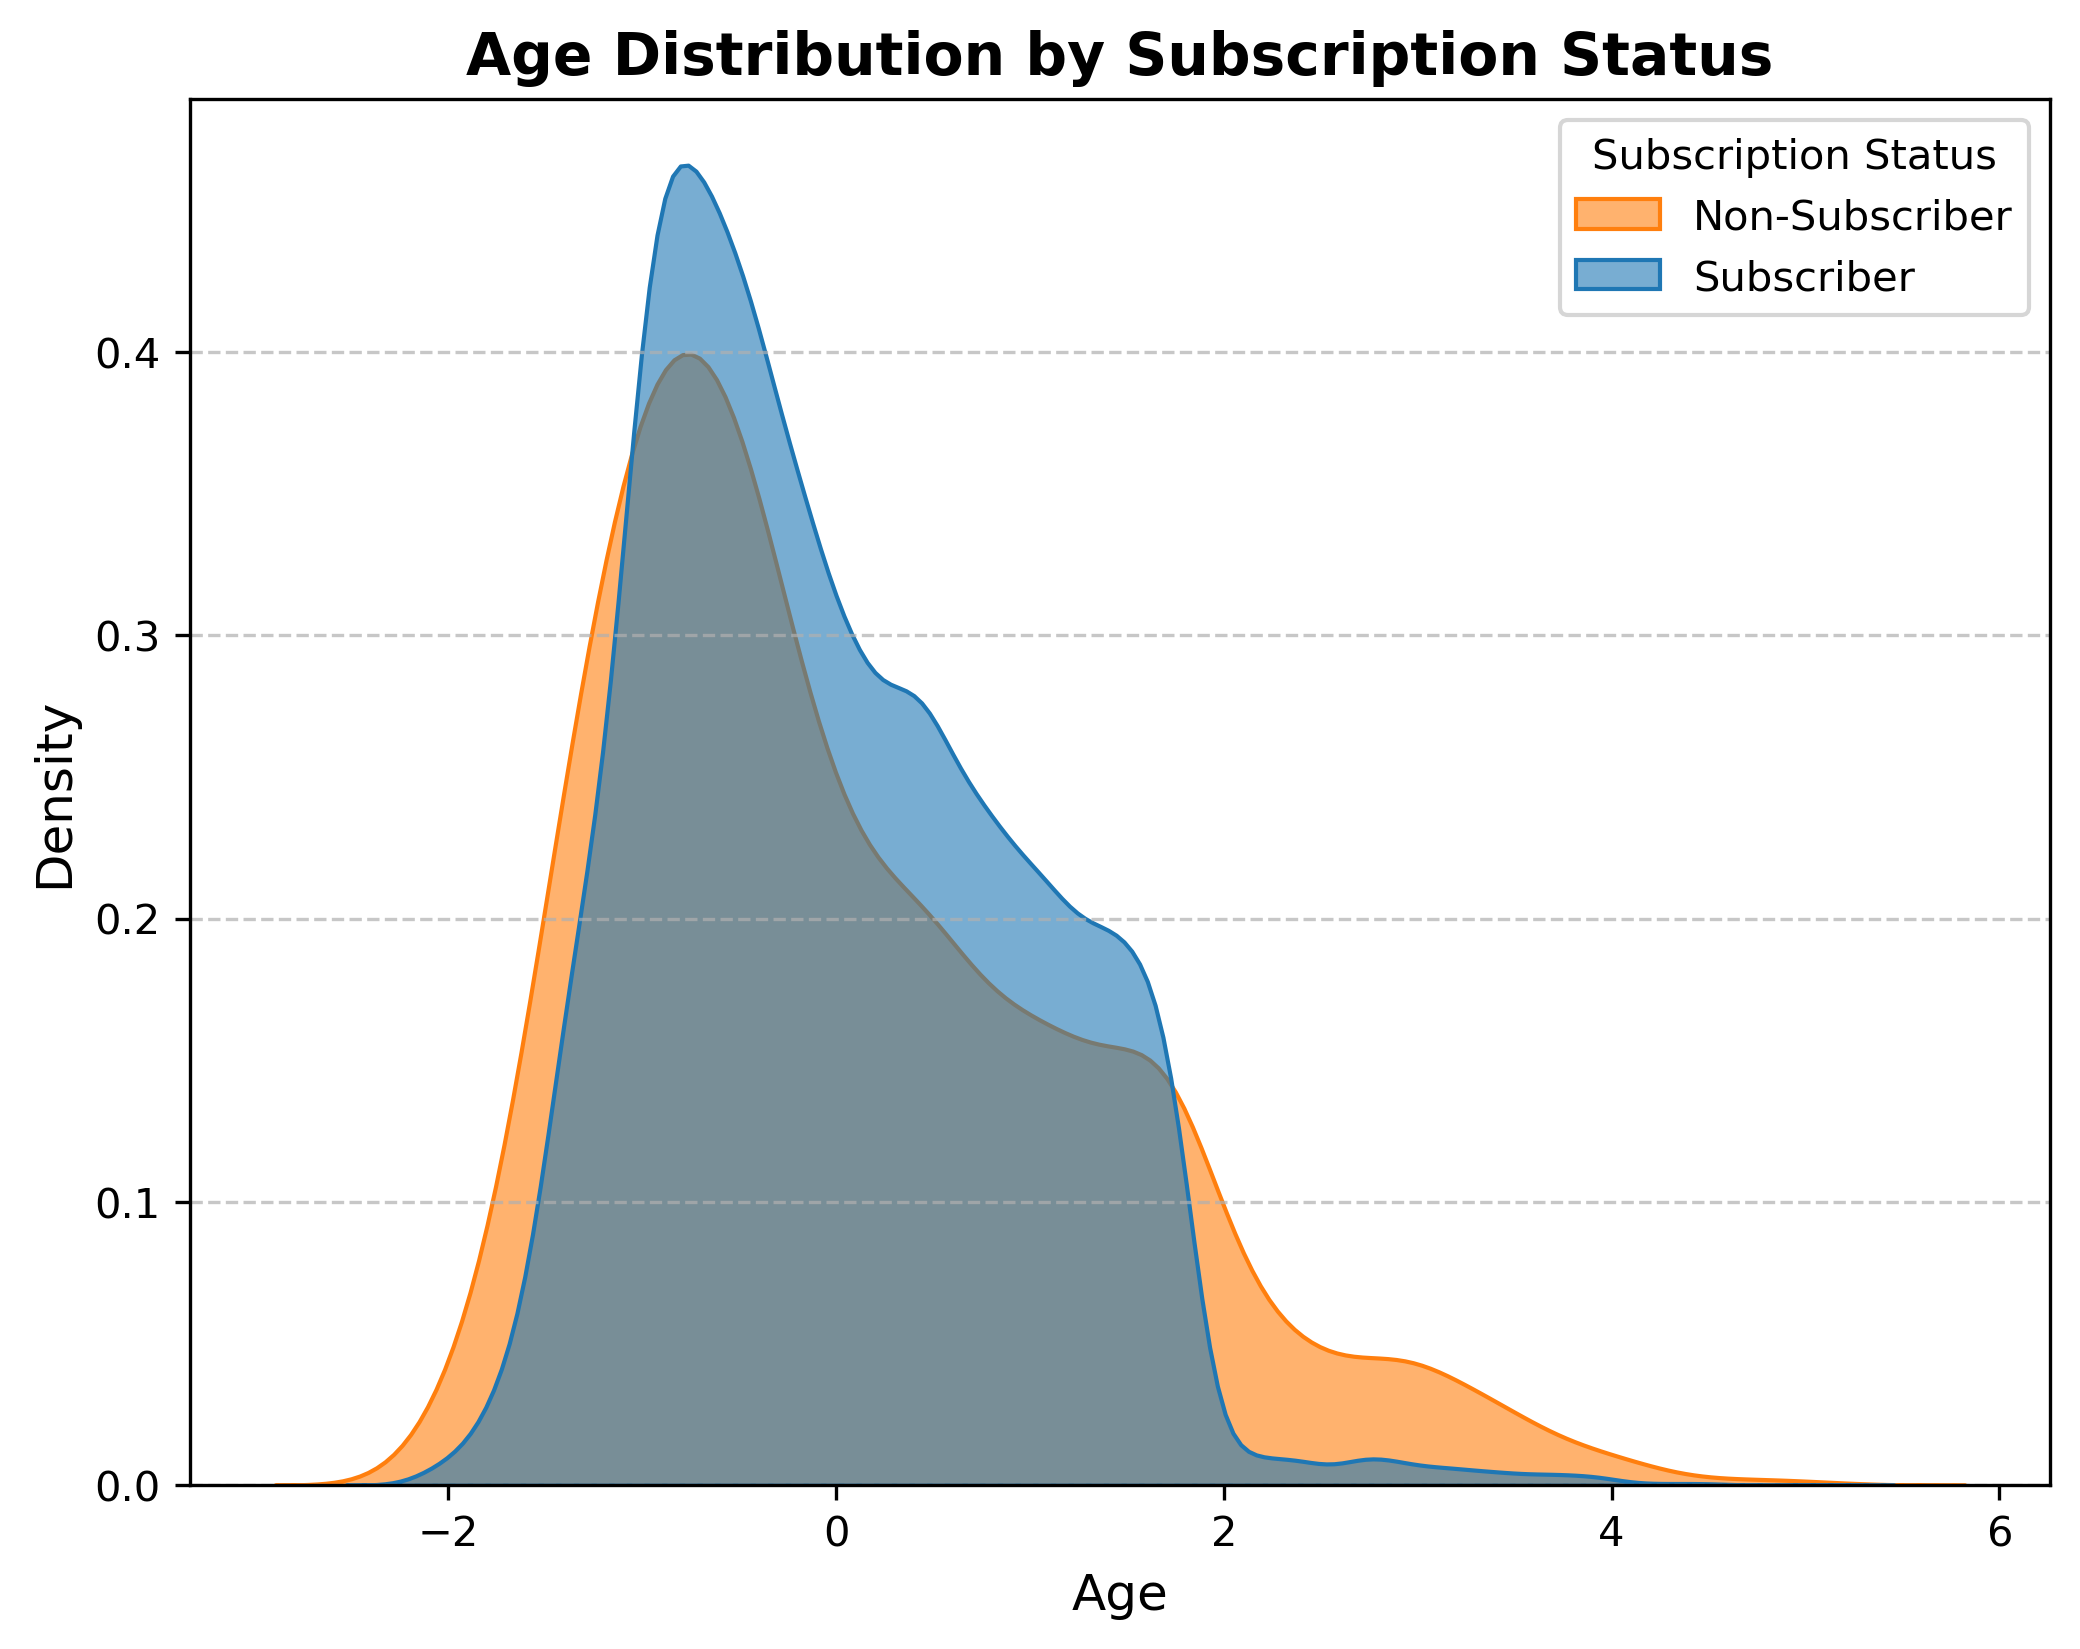 Age Distribution by Subscription Status
Subscription Status
Non-Subscriber
Subscriber
Density
0.4
0.3
0.2
0.1
0.0
−2
0
2
4
6
Age